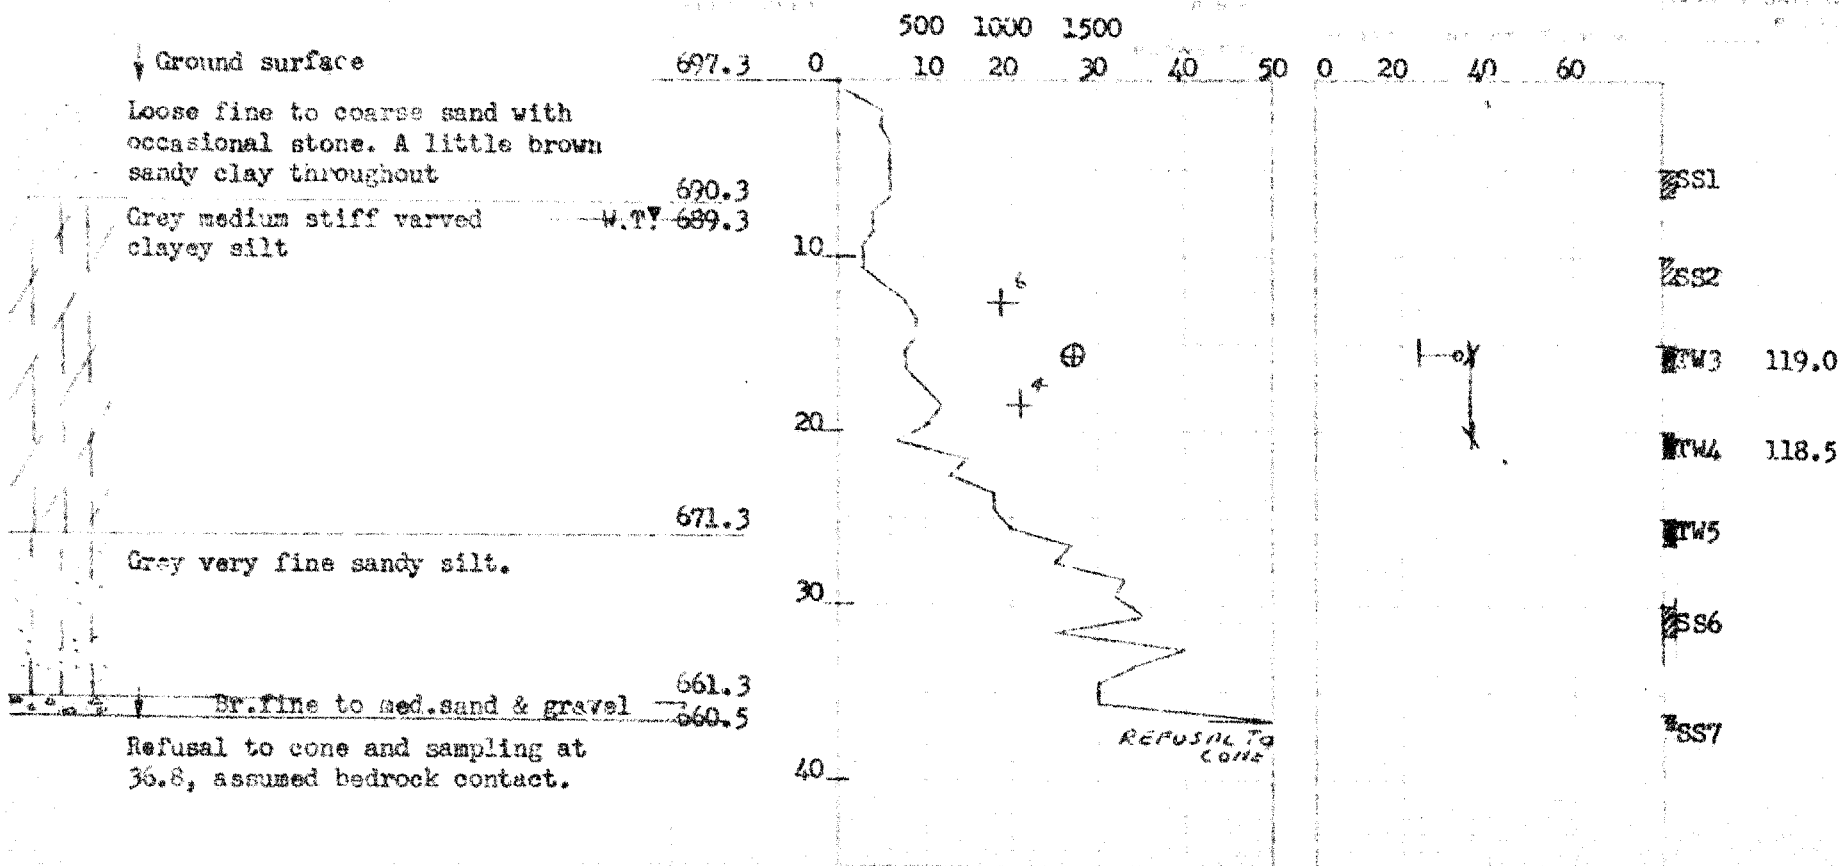 500 1000 1500
Ground surface 697.3 0 10 20 30 40 50 0 20 40 60
Loose fine to coarse sand with
occasional stone. A little brown
sandy clay throughout
690.3
SS1
Grey medium stiff varved W.T. 689.3
clayey silt
10
SS2
6
TW3 119.0
4
20
TW4 118.5
671.3
TW5
Grey very fine sandy silt.
30
SS6
661.3
Br.fine to med.sand & gravel
660.5
SS7
REFUSAL TO
CONE
Refusal to cone and sampling at
36.8, assumed bedrock contact.
40